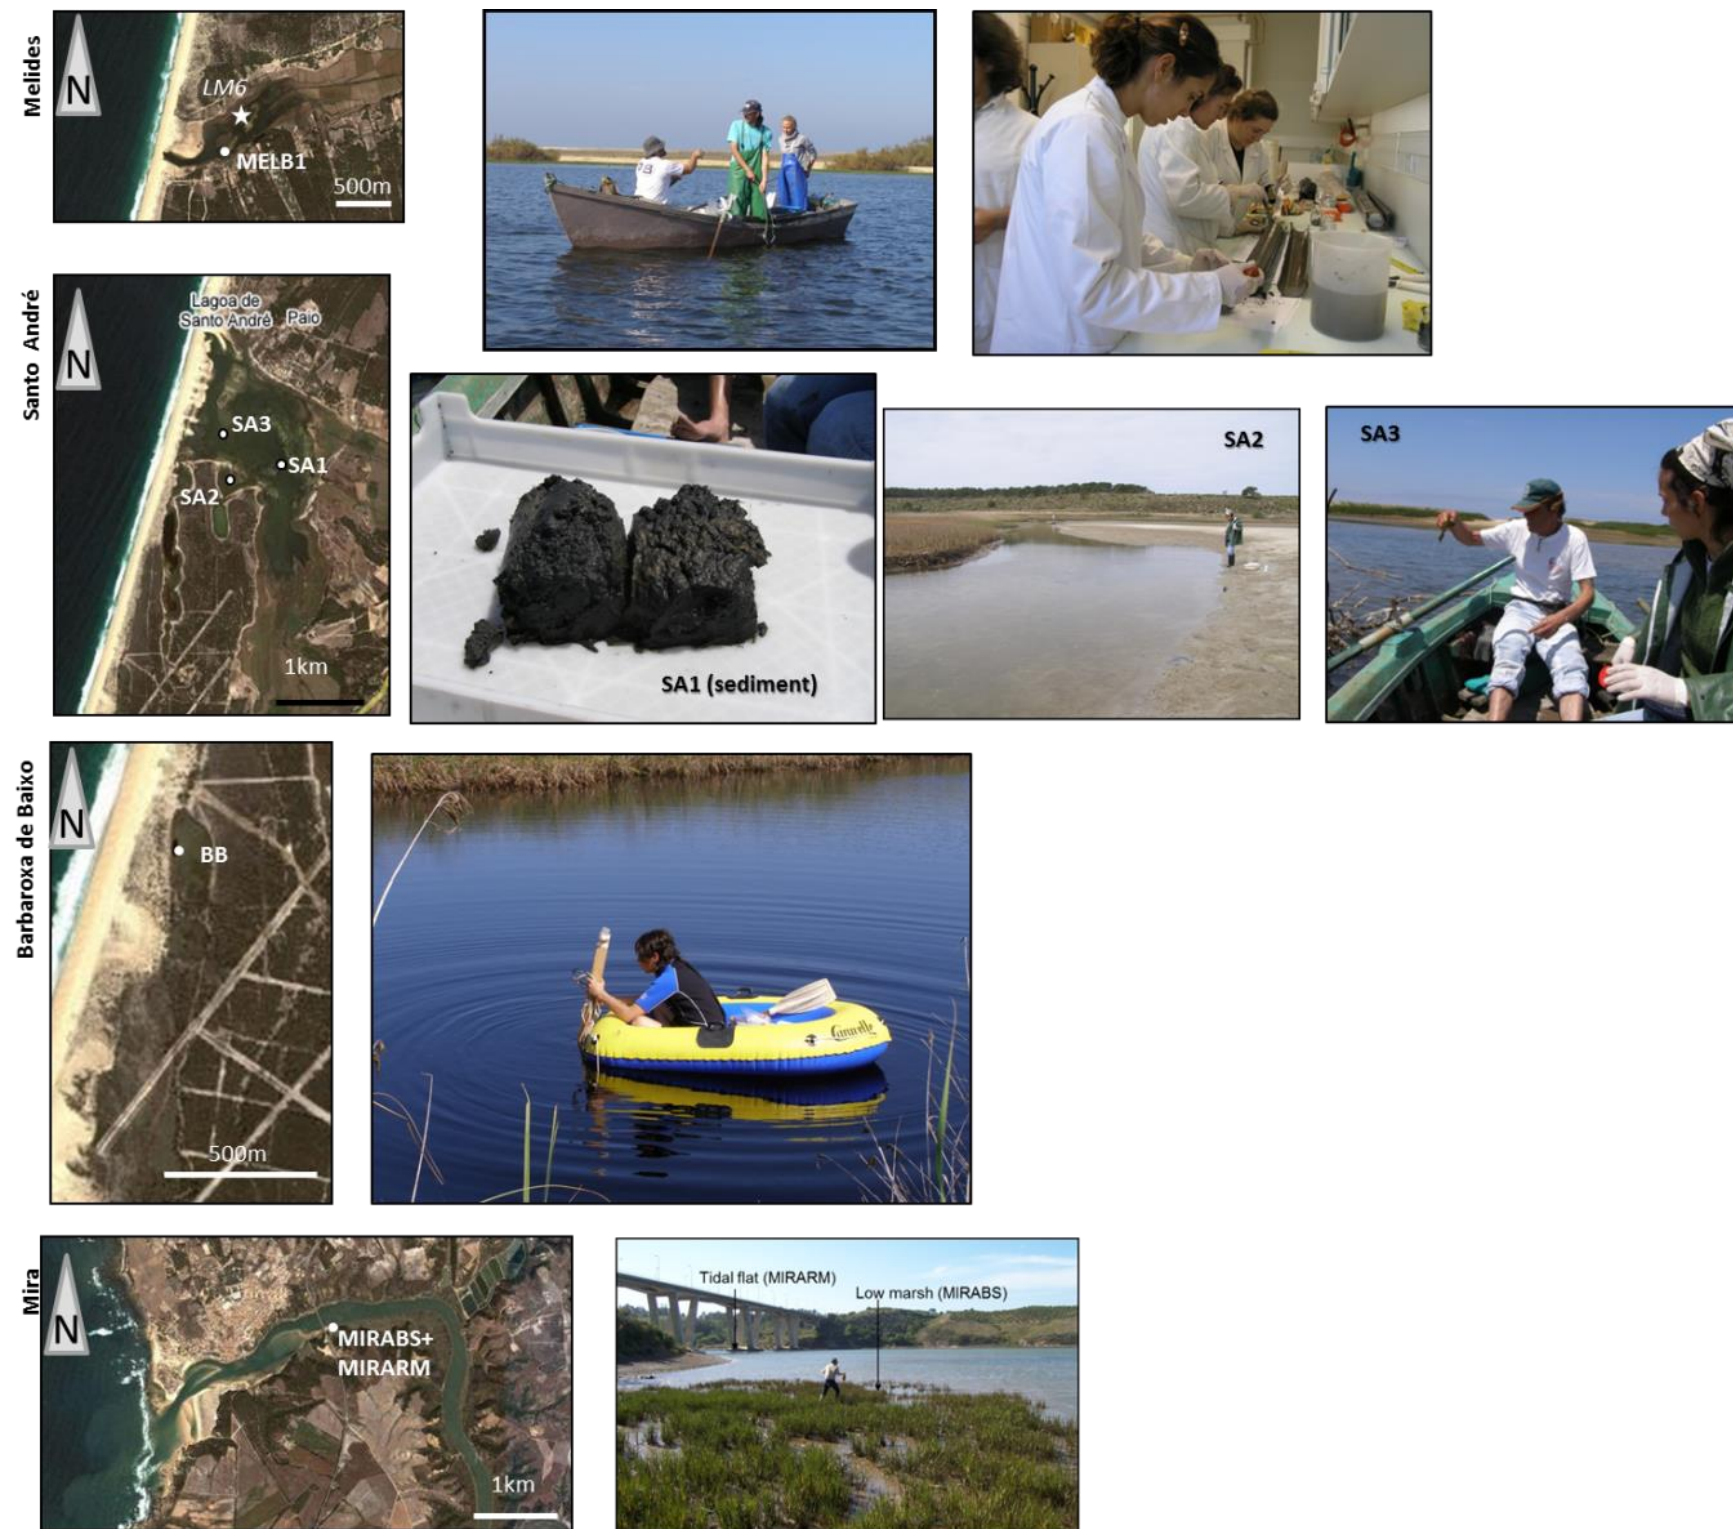 Melides
N
LM6
MELB1
500m
Santo André
N
Lagoa de
Santo André
Paio
SA3
SA1
SA2
1km
SA1 (sediment)
SA2
SA3
Barbaroxa de Baixo
N
BB
500m
Caravelle
Mira
N
MIRABS+
MIRARM
1km
Tidal flat (MIRARM)
Low marsh (MIRABS)